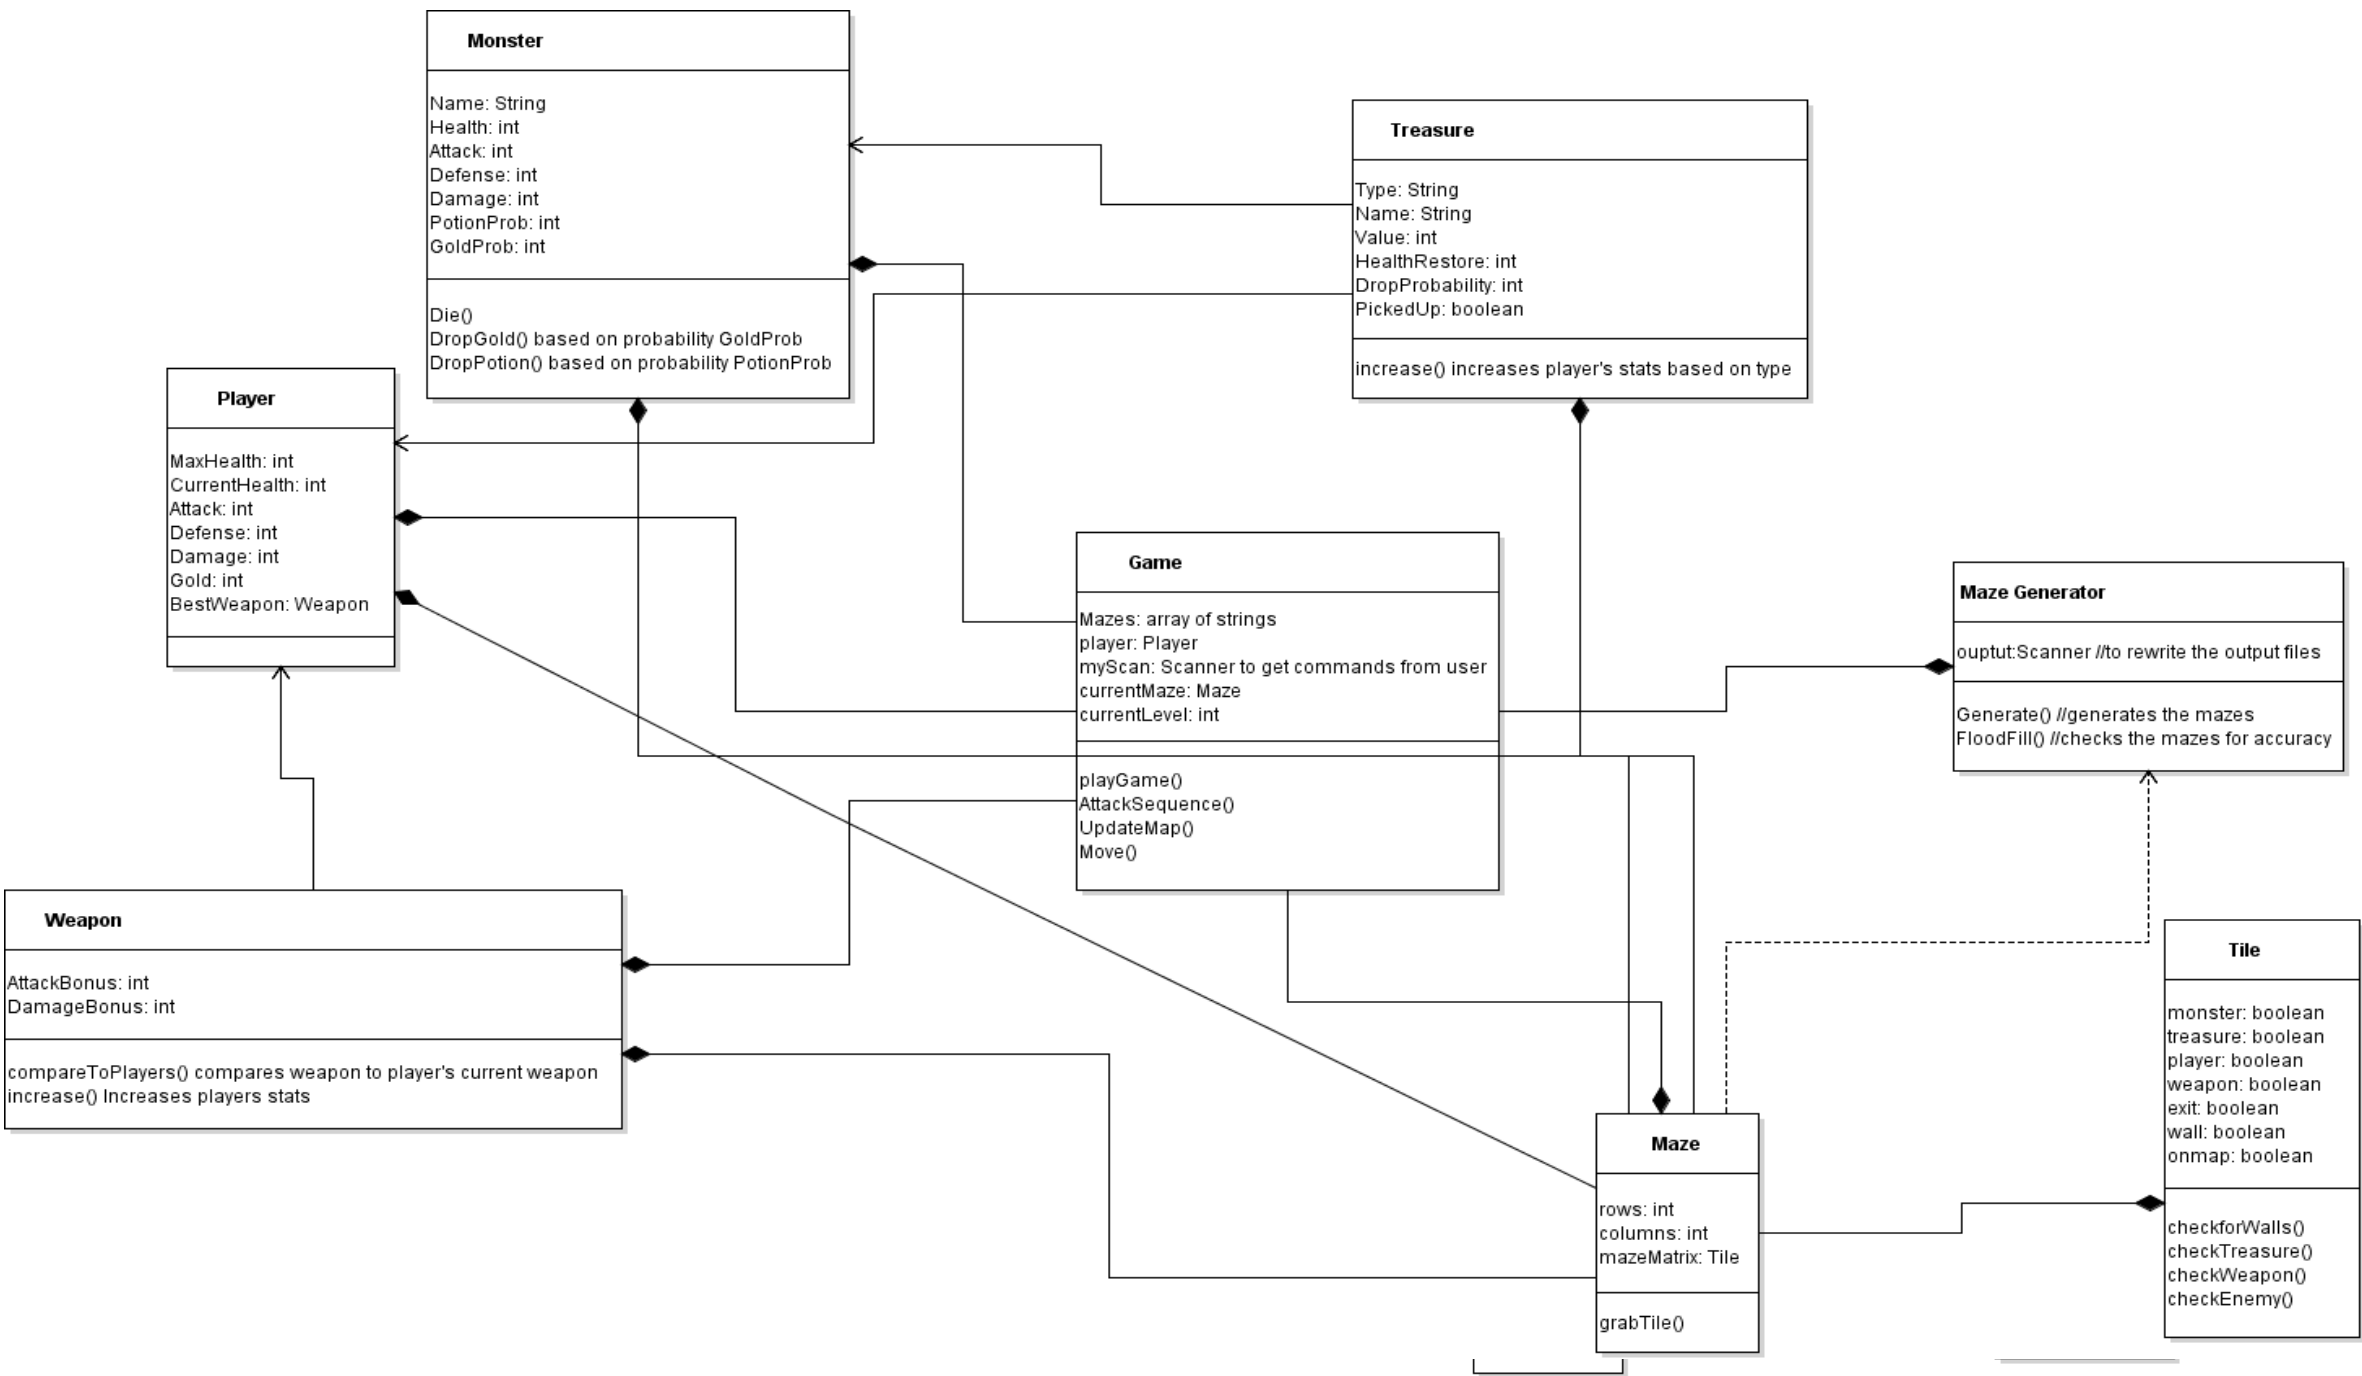 Monster
Name: String
Health: int
Attack: int
Defense: int
Damage: int
PotionProb: int
GoldProb: int
Die()
DropGold() based on probability GoldProb
DropPotion() based on probability PotionProb
Treasure
Type: String
Name: String
Value: int
HealthRestore: int
DropProbability: int
PickedUp: boolean
increase() increases player's stats based on type
Player
MaxHealth: int
CurrentHealth: int
Attack: int
Defense: int
Damage: int
Gold: int
BestWeapon: Weapon
Game
Mazes: array of strings
player: Player
myScan: Scanner to get commands from user
currentMaze: Maze
currentLevel: int
playGame()
AttackSequence()
UpdateMap()
Move()
Maze Generator
ouptut:Scanner //to rewrite the output files
Generate() //generates the mazes
FloodFill() //checks the mazes for accuracy
Weapon
AttackBonus: int
DamageBonus: int
compareToPlayers() compares weapon to player's current weapon
increase() Increases players stats
Tile
monster: boolean
treasure: boolean
player: boolean
weapon: boolean
exit: boolean
wall: boolean
onmap: boolean
checkforWalls()
checkTreasure()
checkWeapon()
checkEnemy()
Maze
rows: int
columns: int
mazeMatrix: Tile
grabTile()